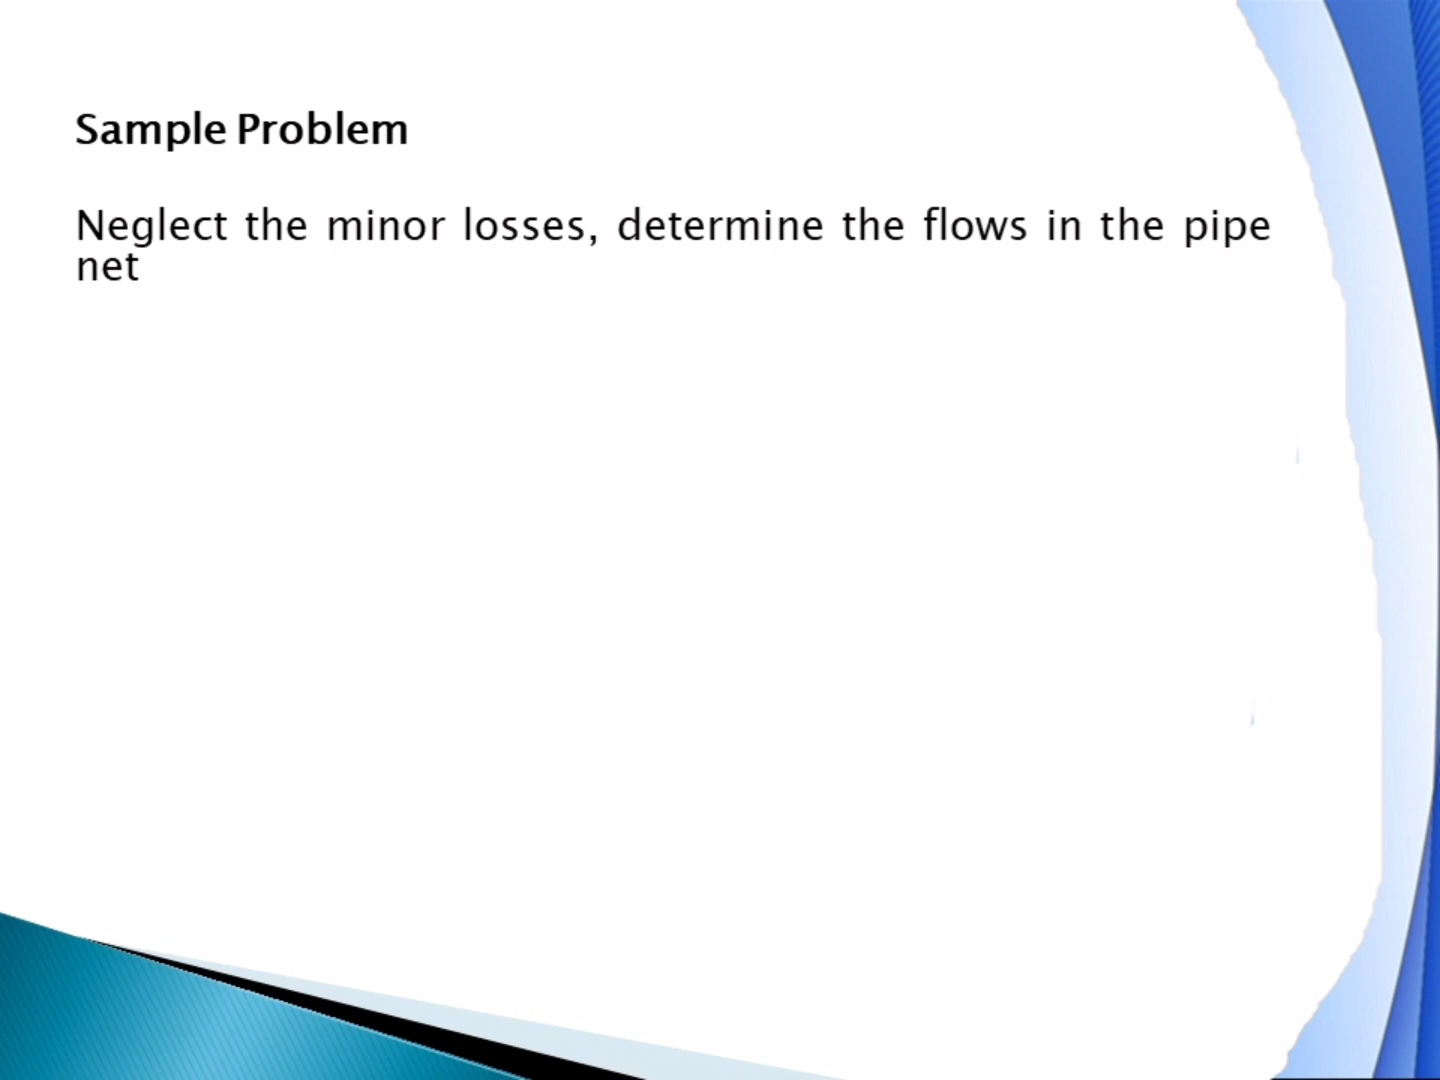 Sample Problem
Neglect the minor losses, determine the flows in the pipe
net